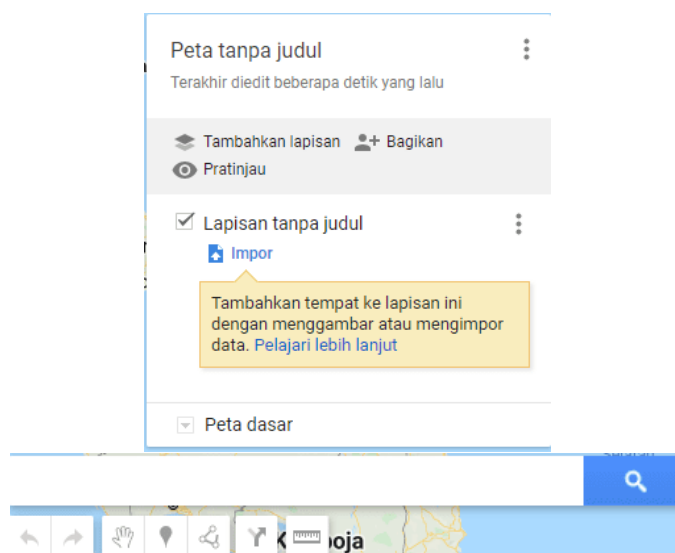 Peta tanpa judul
Terakhir diedit beberapa detik yang lalu
Tambahkan lapisan Bagikan
Pratinjau
Lapisan tanpa judul
Impor
Tambahkan tempat ke lapisan ini
dengan menggambar atau mengimpor
data. Pelajari lebih lanjut
Peta dasar